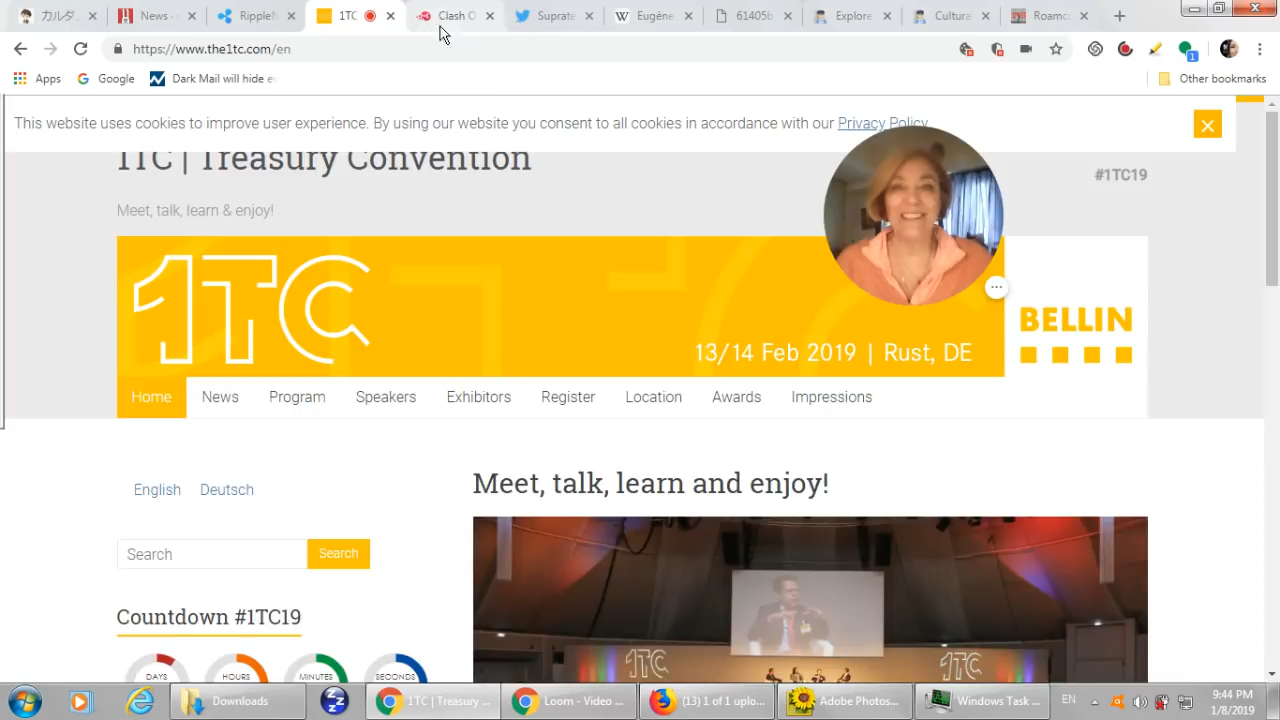 カルダ
News -
RippleN
1TC
Clash O
Suprate
Eugène
61405b
Explore
Cultura
Roamco
https://www.the1tc.com/en
Apps
Google
Dark Mail will hide e
Other bookmarks
1
This website uses cookies to improve user experience. By using our website you consent to all cookies in accordance with our Privacy Policy.
1TC | Treasury Convention
#1TC19
Meet, talk, learn & enjoy!
1TC
BELLIN
13/14 Feb 2019 | Rust, DE
Home
News
Program
Speakers
Exhibitors
Register
Location
Awards
Impressions
English
Deutsch
Meet, talk, learn and enjoy!
Search
Search
Countdown #1TC19
DAYS
HOURS
MINUTES
SECONDS
1TC
1TC
Downloads
1TC | Treasury ...
Loom - Video ...
(13) 1 of 1 uplo...
Adobe Photos...
Windows Task ...
EN
9:44 PM
1/8/2019